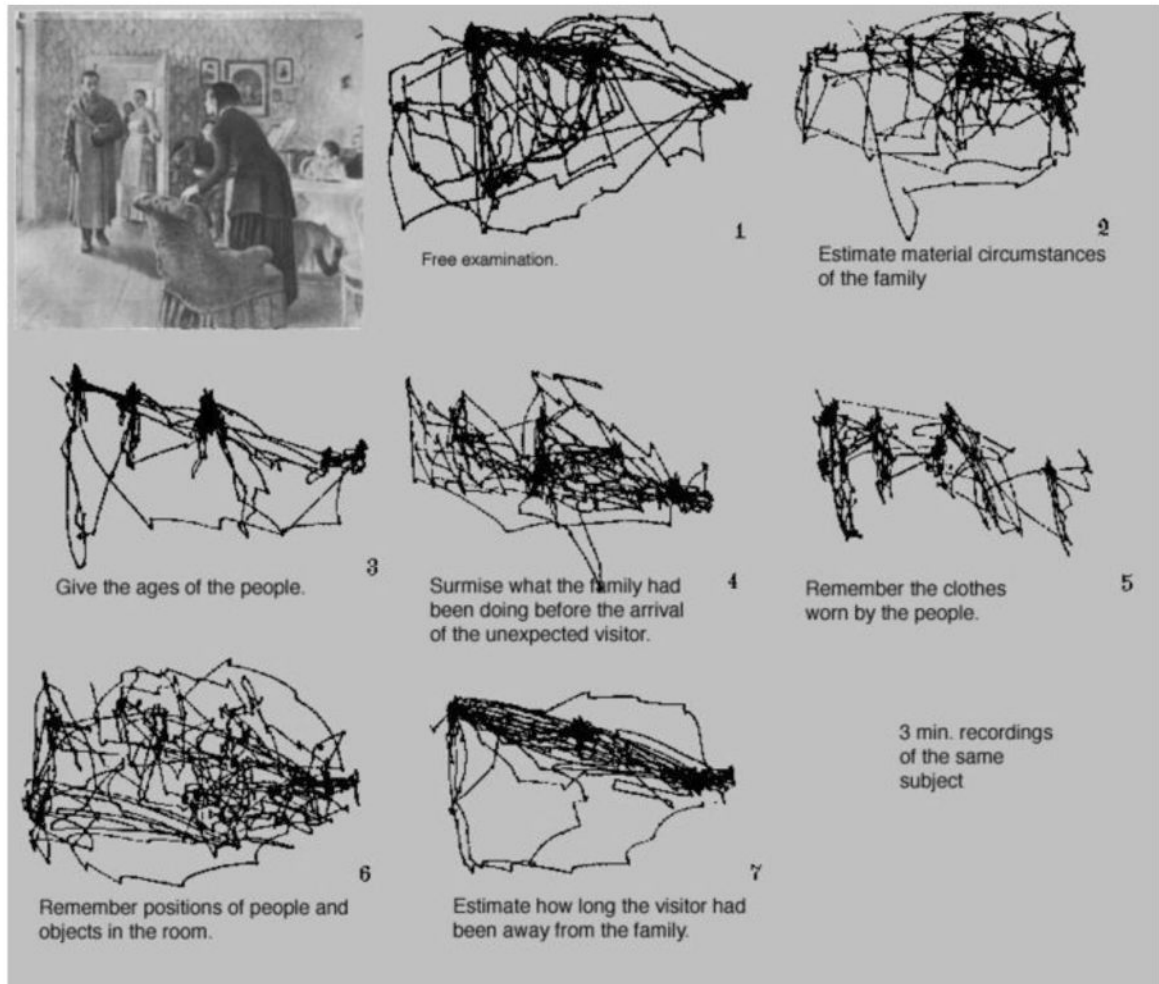 1
Free examination.
2
Estimate material circumstances
of the family
3
Give the ages of the people.
4
Surmise what the family had
been doing before the arrival
of the unexpected visitor.
5
Remember the clothes
worn by the people.
6
Remember positions of people and
objects in the room.
7
Estimate how long the visitor had
been away from the family.
3 min. recordings
of the same
subject